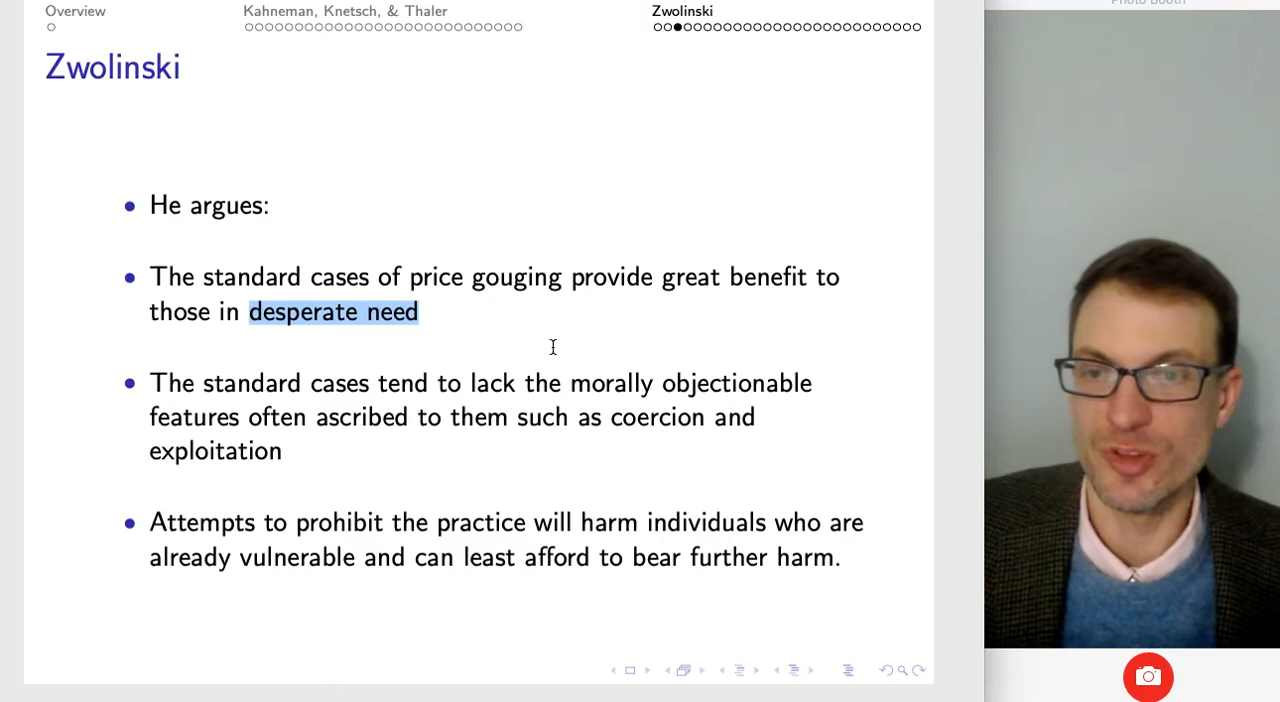 Overview
Kahneman, Knetsch, & Thaler
Zwolinski
Photo Booth
Zwolinski
He argues:
The standard cases of price gouging provide great benefit to
those in desperate need
The standard cases tend to lack the morally objectionable
features often ascribed to them such as coercion and
exploitation
Attempts to prohibit the practice will harm individuals who are
already vulnerable and can least afford to bear further harm.